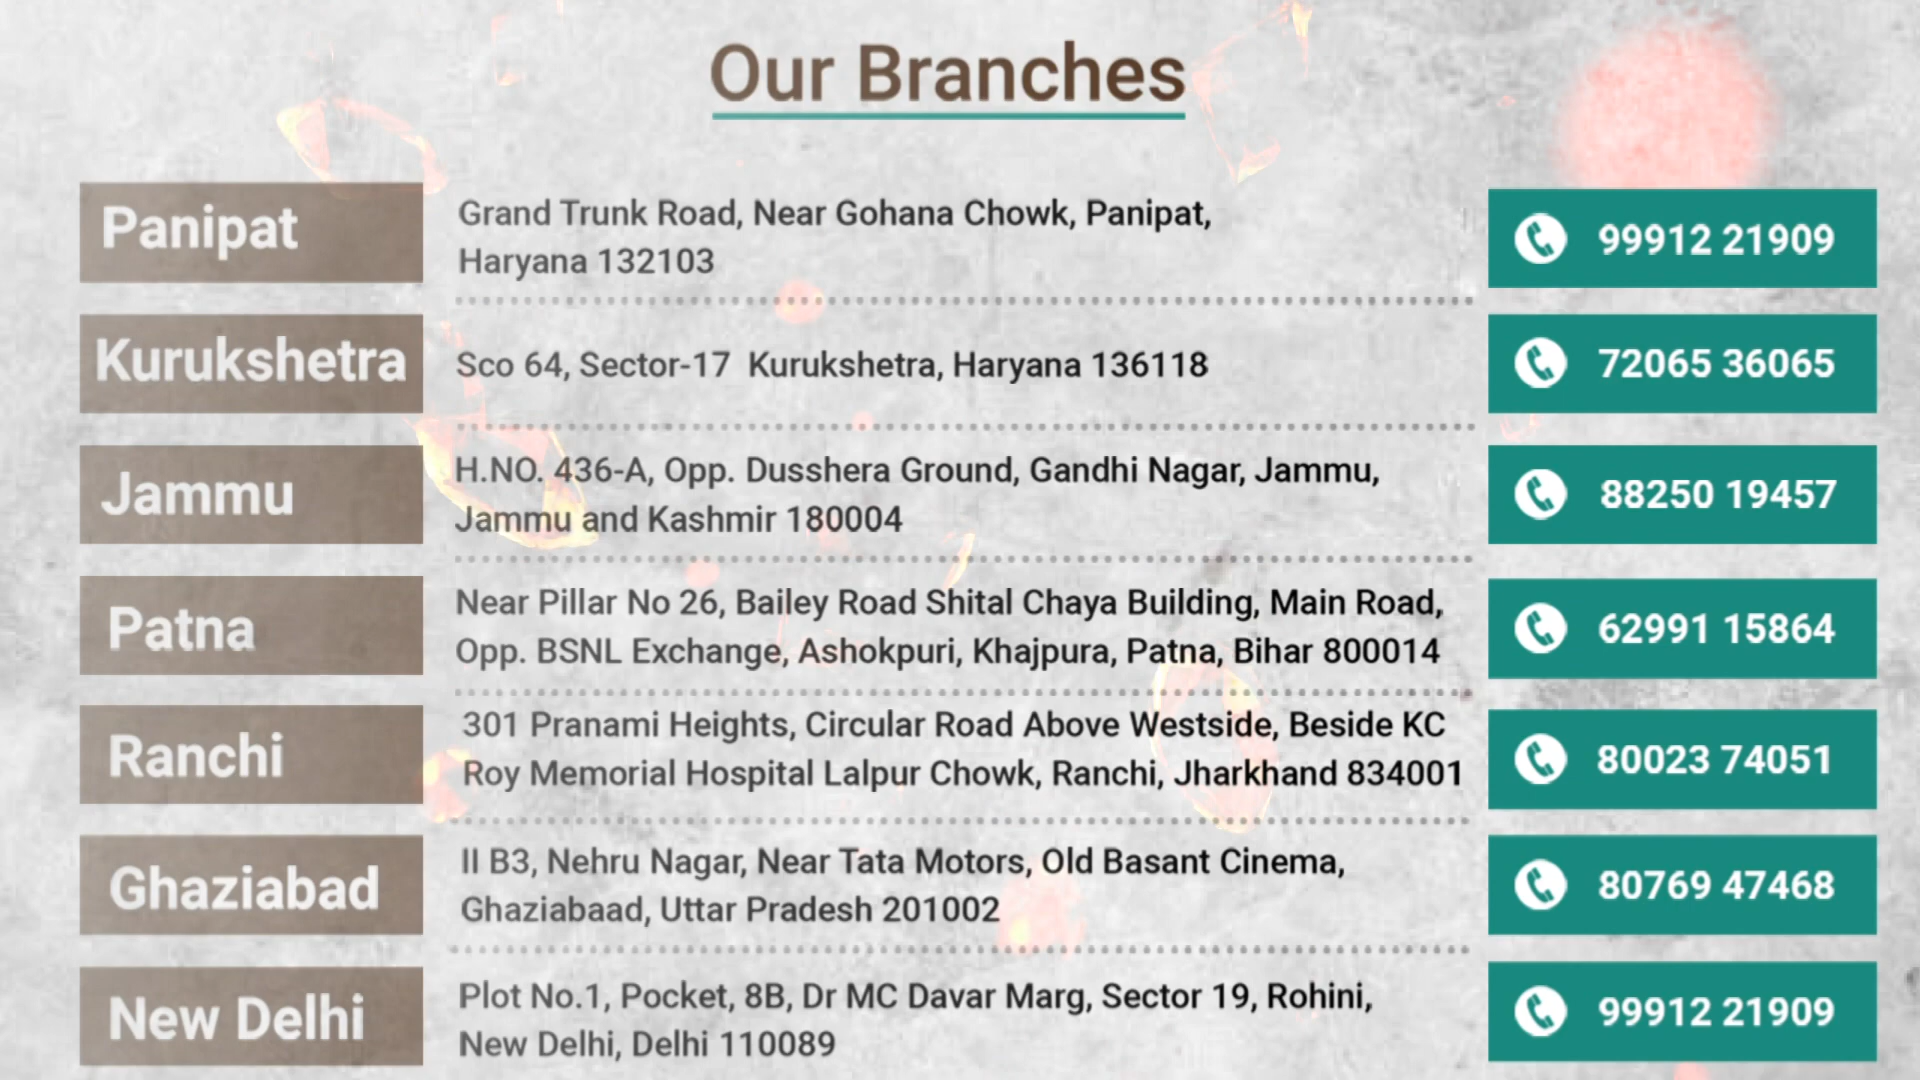 Our Branches
Panipat
Grand Trunk Road, Near Gohana Chowk, Panipat,
Haryana 132103
99912 21909
Kurukshetra
Sco 64, Sector-17 Kurukshetra, Haryana 136118
72065 36065
Jammu
H.NO. 436-A, Opp. Dusshera Ground, Gandhi Nagar, Jammu,
Jammu and Kashmir 180004
88250 19457
Patna
Near Pillar No 26, Bailey Road Shital Chaya Building, Main Road,
Opp. BSNL Exchange, Ashokpuri, Khajpura, Patna, Bihar 800014
62991 15864
Ranchi
301 Pranami Heights, Circular Road Above Westside, Beside KC
Roy Memorial Hospital Lalpur Chowk, Ranchi, Jharkhand 834001
80023 74051
Ghaziabad
II B3, Nehru Nagar, Near Tata Motors, Old Basant Cinema,
Ghaziabaad, Uttar Pradesh 201002
80769 47468
New Delhi
Plot No.1, Pocket, 8B, Dr MC Davar Marg, Sector 19, Rohini,
New Delhi, Delhi 110089
99912 21909